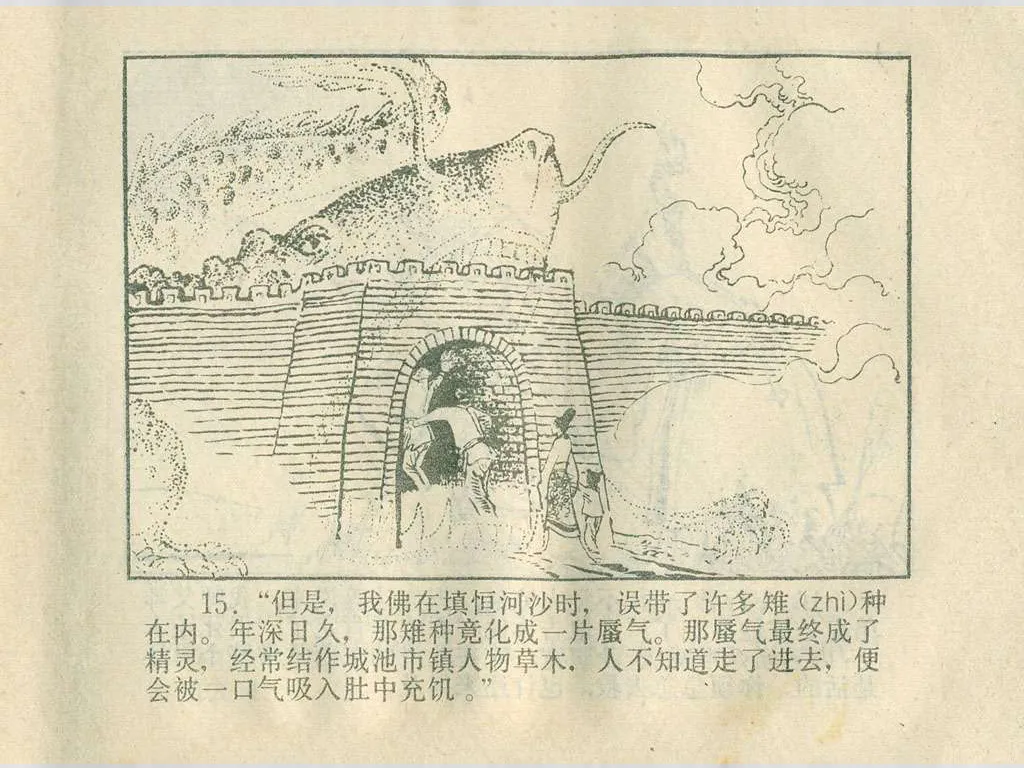 15. “但是，我佛在填恒河沙时，误带了许多雉（zhì）种
在内。年深日久，那雉种竟化成一片蜃气。那蜃气最终成了
精灵，经常结作城池市镇人物草木，人不知道走了进去，便
会被一口气吸入肚中充饥。”